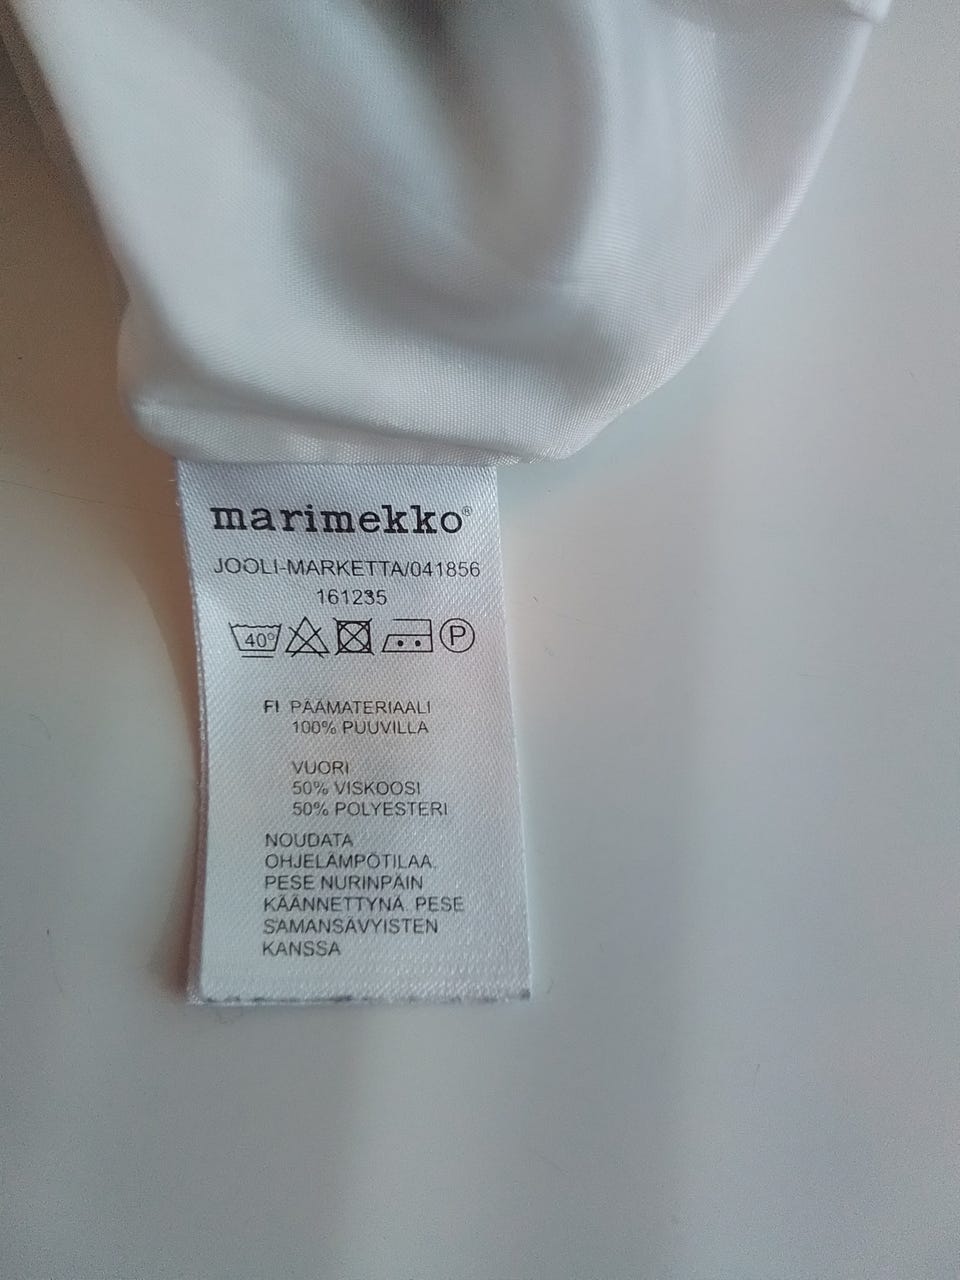 marimekko®
JOOLI-MARKETTA/041856
161235
40° P
FI PÄÄMATERIAALI
100% PUUVILLA
VUORI
50% VISKOOSI
50% POLYESTERI
NOUDATA
OHJELÄMPÖTILAA.
PESE NURINPÄIN
KÄÄNNETTYNÄ. PESE
SAMANSÄVYISTEN
KANSSA